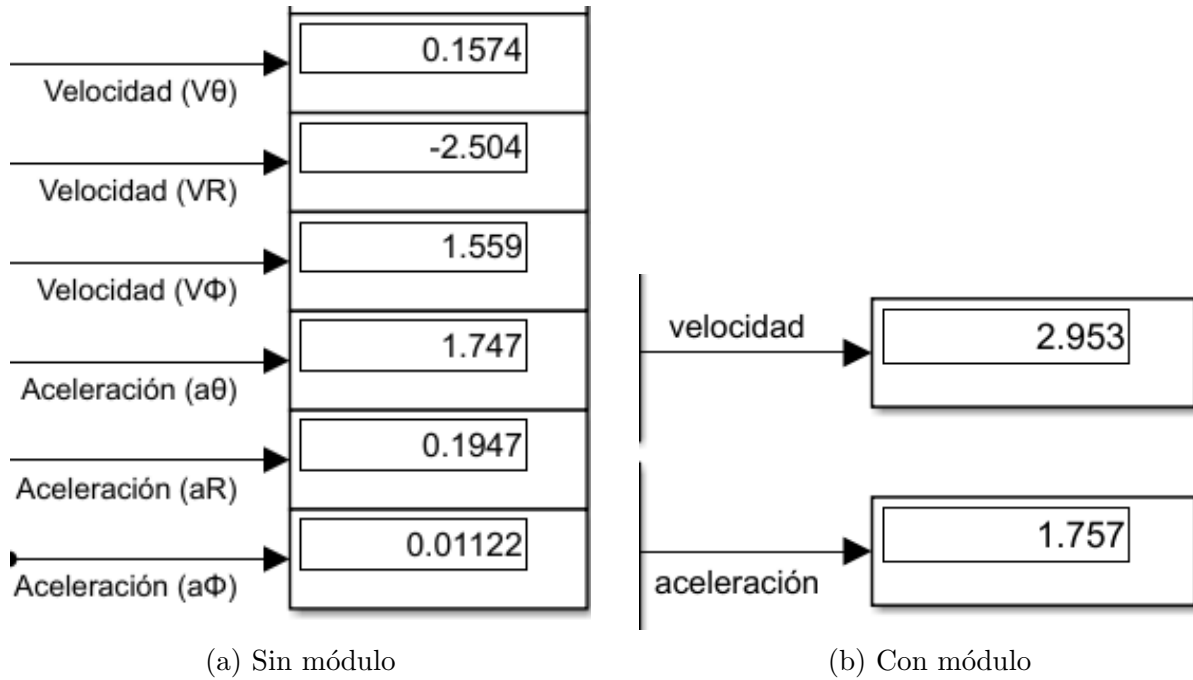 0.1574
Velocidad (Vθ)
-2.504
Velocidad (VR)
1.559
Velocidad (VΦ)
1.747
Aceleración (aθ)
0.1947
Aceleración (aR)
0.01122
Aceleración (aΦ)
(a) Sin módulo
velocidad
2.953
1.757
aceleración
(b) Con módulo